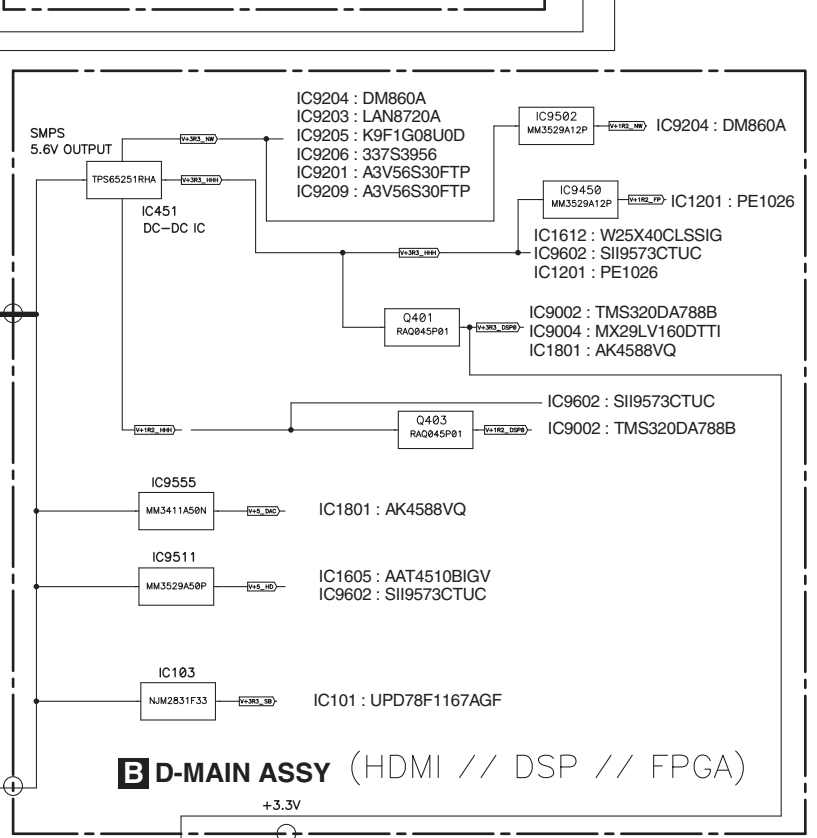 SMPS
5.6V OUTPUT
TPS65251RHA
IC451
DC-DC IC
V+3R3_NW
IC9204 : DM860A
IC9203 : LAN8720A
IC9205 : K9F1G08U0D
IC9206 : 337S3956
IC9201 : A3V56S30FTP
IC9209 : A3V56S30FTP
IC9502
MM3529A12P
V+1R2_NW
IC9204 : DM860A
V+3R3_HHH
IC9450
MM3529A12P
V+1R2_FP
IC1201 : PE1026
V+3R3_HHH
IC1612 : W25X40CLSSIG
IC9602 : SII9573CTUC
IC1201 : PE1026
Q401
RAQ045P01
V+3R3_DSP0
IC9002 : TMS320DA788B
IC9004 : MX29LV160DTTI
IC1801 : AK4588VQ
IC9602 : SII9573CTUC
V+1R2_HHH
Q403
RAQ045P01
V+1R2_DSP0
IC9002 : TMS320DA788B
IC9555
MM3411A50N
V+5_DAC
IC1801 : AK4588VQ
IC9511
MM3529A50P
V+5_HD
IC1605 : AAT4510BIGV
IC9602 : SII9573CTUC
IC103
NJM2831F33
V+3R3_SB
IC101 : UPD78F1167AGF
B D-MAIN ASSY (HDMI // DSP // FPGA)
+3.3V